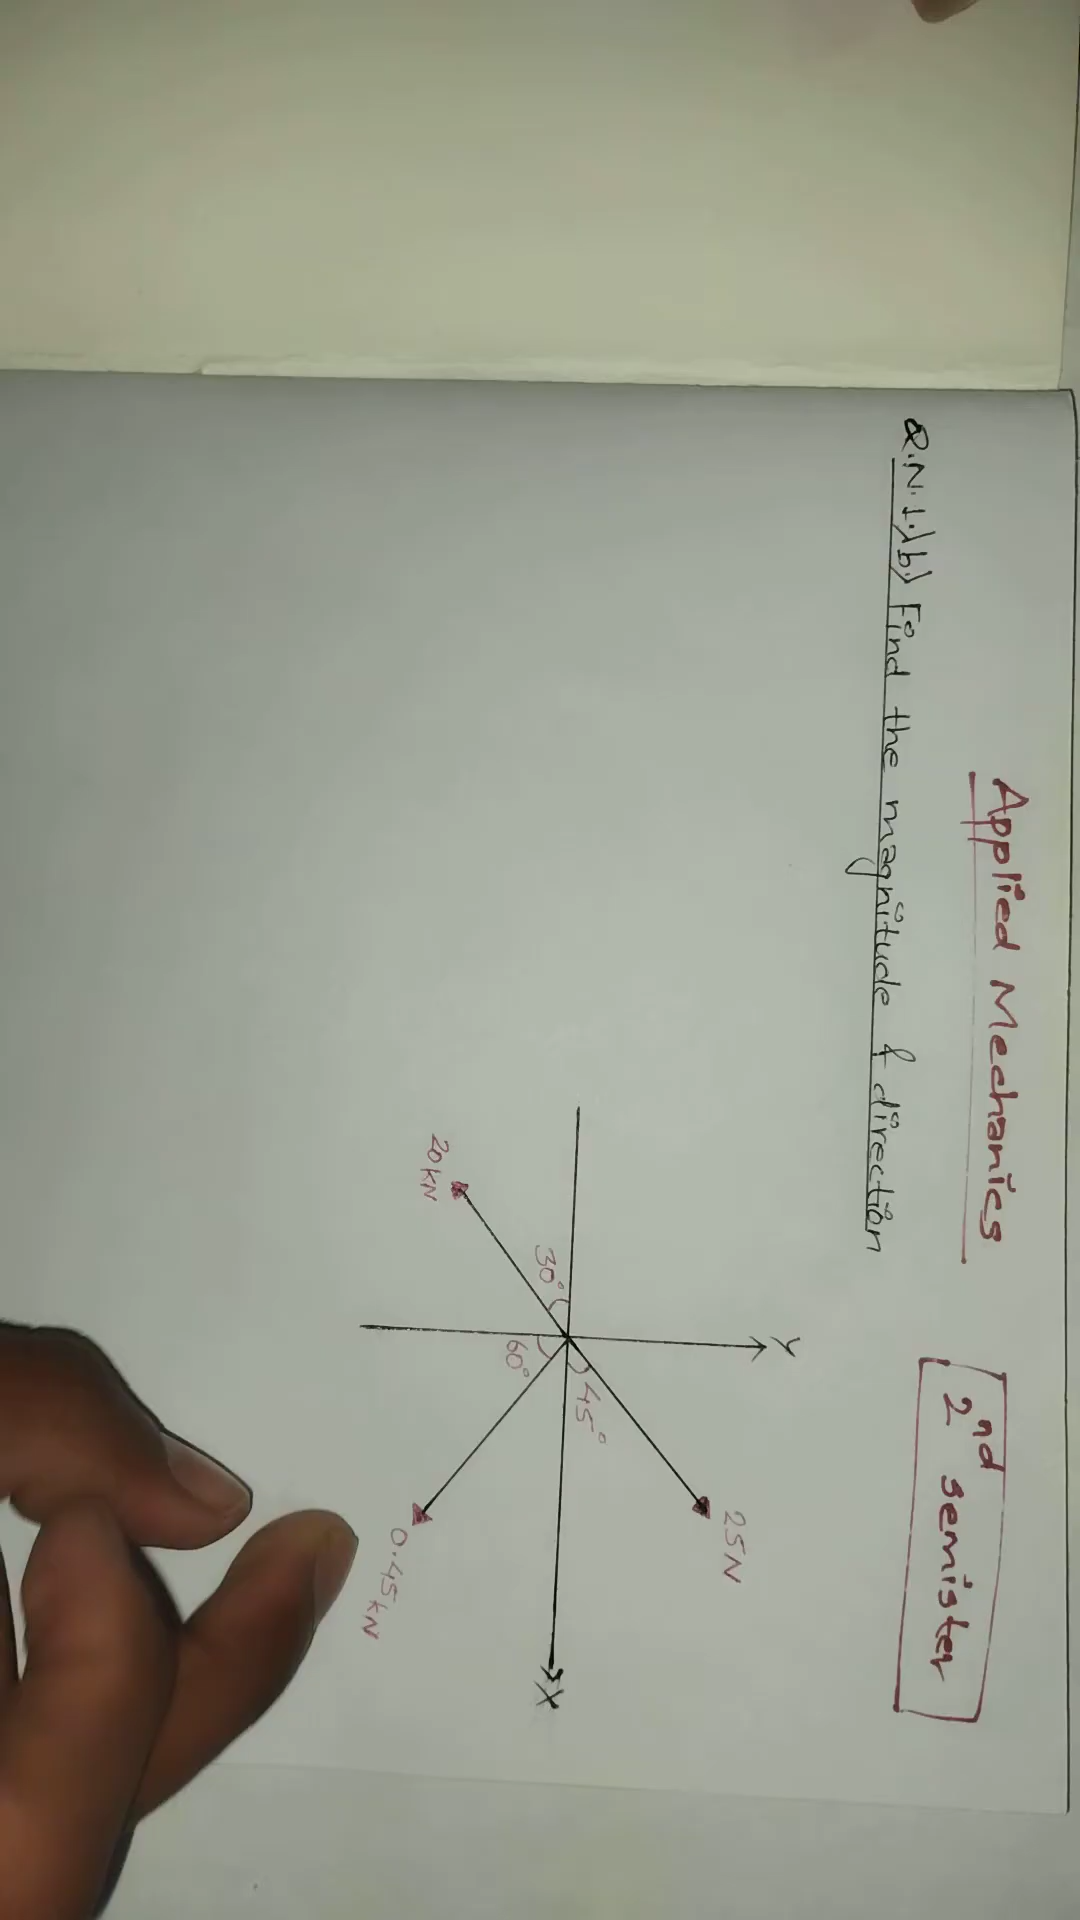 Applied Mechanics
2nd semister
Q.N.1.)b.) Find the magnitude & direction
Y
25N
45°
X
30°
60°
20kN
0.45kN